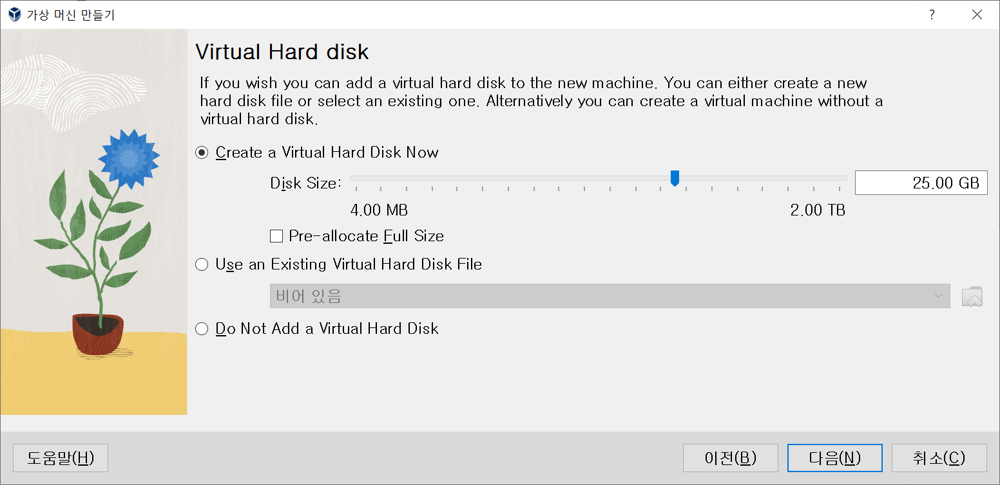 가상 머신 만들기
?
Virtual Hard disk
If you wish you can add a virtual hard disk to the new machine. You can either create a new
hard disk file or select an existing one. Alternatively you can create a virtual machine without a
virtual hard disk.
Create a Virtual Hard Disk Now
Disk Size:
25.00 GB
4.00 MB
2.00 TB
Pre-allocate Full Size
Use an Existing Virtual Hard Disk File
비어 있음
Do Not Add a Virtual Hard Disk
도움말(H)
이전(B)
다음(N)
취소(C)